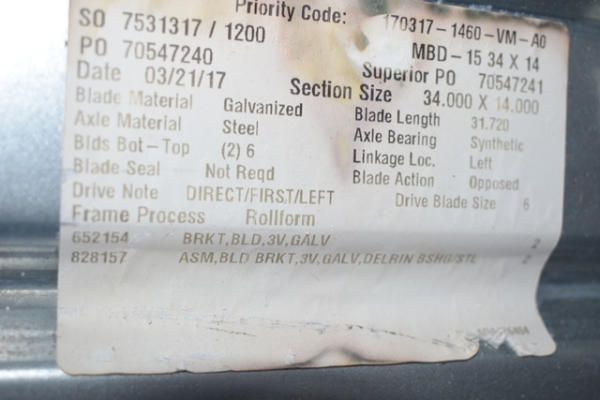 Priority Code: 170317-1460-VM-A0
SO 7531317 / 1200 MBD-15 34 X 14
PO 70547240 Superior PO 70547241
Date 03/21/17 Section Size 34.000 X 14.000
Blade Material Galvanized Blade Length 31.720
Axle Material Steel Axle Bearing Synthetic
Blds Bot-Top (2) 6 Linkage Loc. Left
Blade Seal Not Reqd Blade Action Opposed
Drive Note DIRECT/FIRST/LEFT Drive Blade Size 6
Frame Process Rollform
652154 BRKT,BLD,3V,GALV 2
828157 ASM,BLD BRKT,3V,GALV,DELRIN BSHG/STL 2